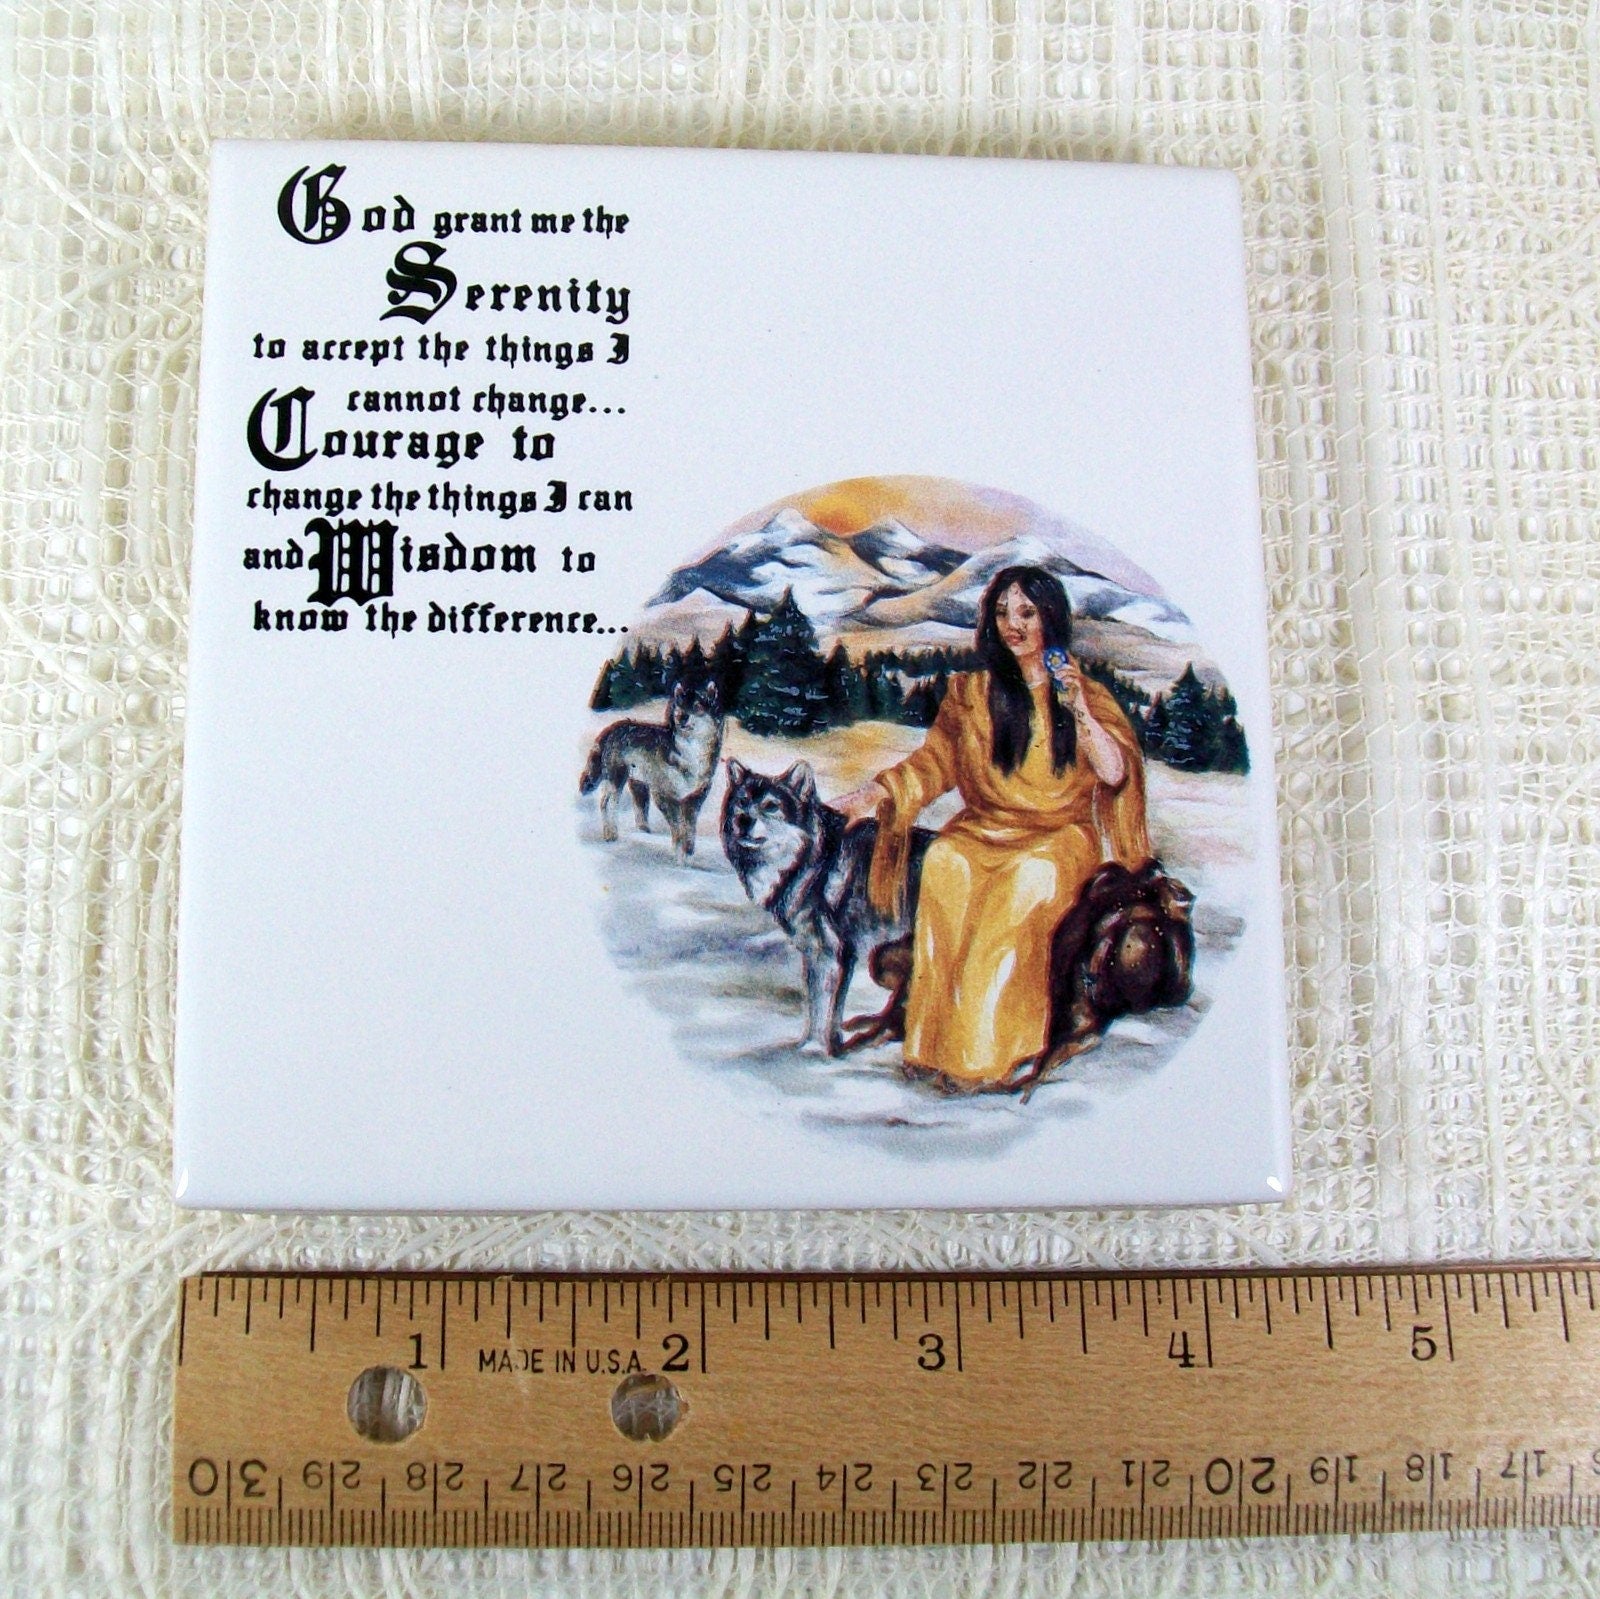 God grant me the
Serenity
to accept the things I
cannot change...
Courage to
change the things I can
and Wisdom to
know the difference...
1 MADE IN U.S.A. 2 3 4 5
30 29 28 27 26 25 24 23 22 21 20 19 18 17